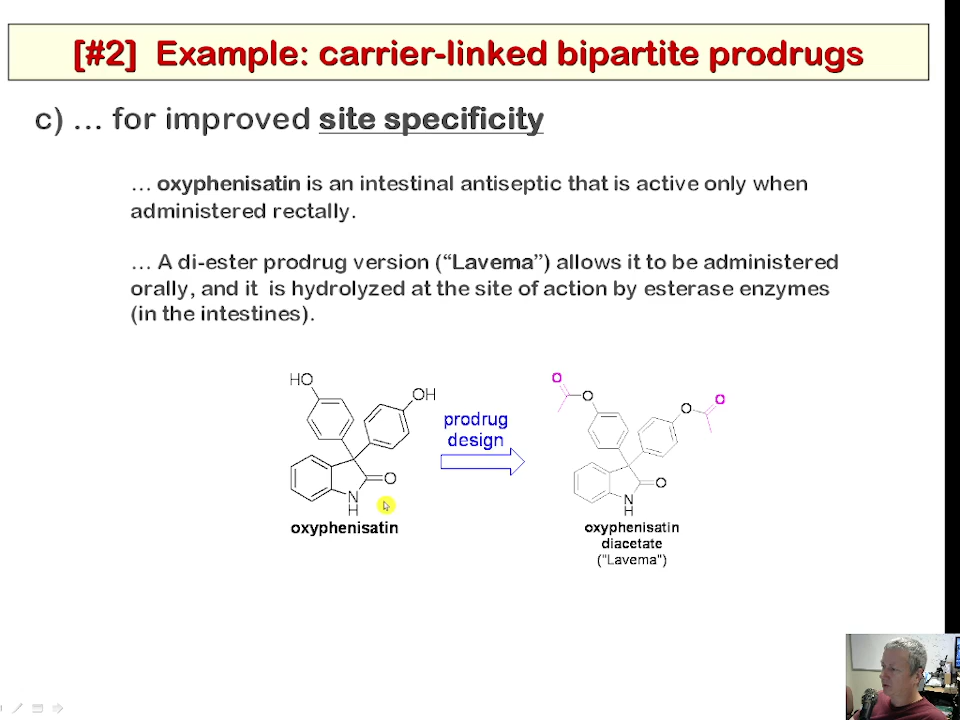 [#2] Example: carrier-linked bipartite prodrugs
c) ... for improved site specificity
... oxyphenisatin is an intestinal antiseptic that is active only when
administered rectally.
... A di-ester prodrug version (“Lavema”) allows it to be administered
orally, and it is hydrolyzed at the site of action by esterase enzymes
(in the intestines).
HO
OH
O
N
H
oxyphenisatin
prodrug
design
O
O
O
O
O
N
H
oxyphenisatin
diacetate
("Lavema")